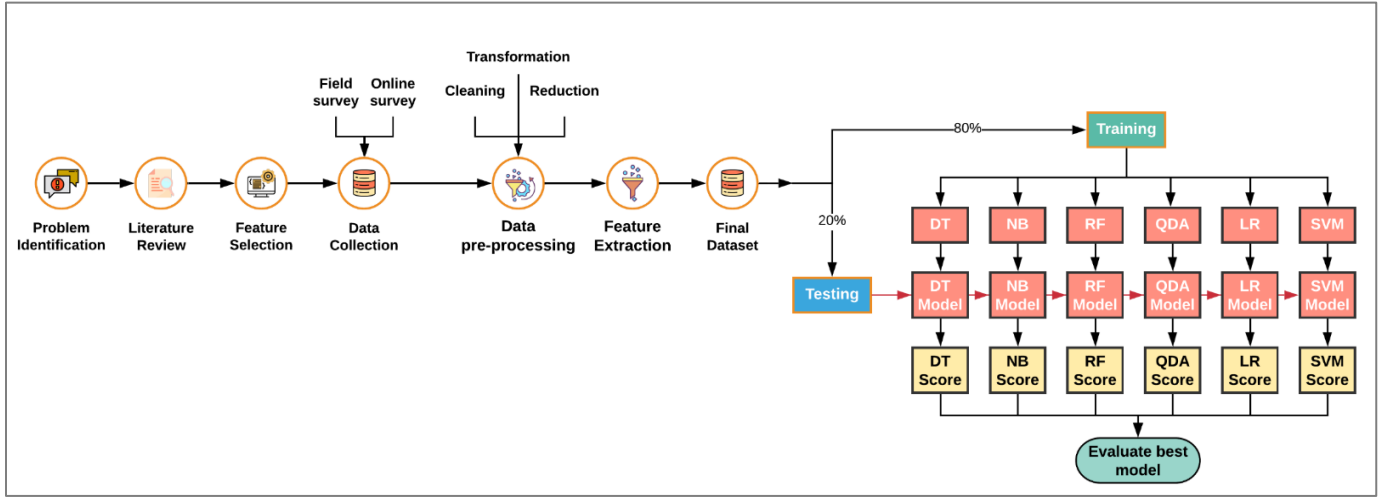 Transformation
Field
survey
Online
survey
Cleaning
Reduction
80%
Training
Problem
Identification
Literature
Review
Feature
Selection
Data
Collection
Data
pre-processing
Feature
Extraction
Final
Dataset
20%
Testing
DT
NB
RF
QDA
LR
SVM
DT
Model
NB
Model
RF
Model
QDA
Model
LR
Model
SVM
Model
DT
Score
NB
Score
RF
Score
QDA
Score
LR
Score
SVM
Score
Evaluate best
model